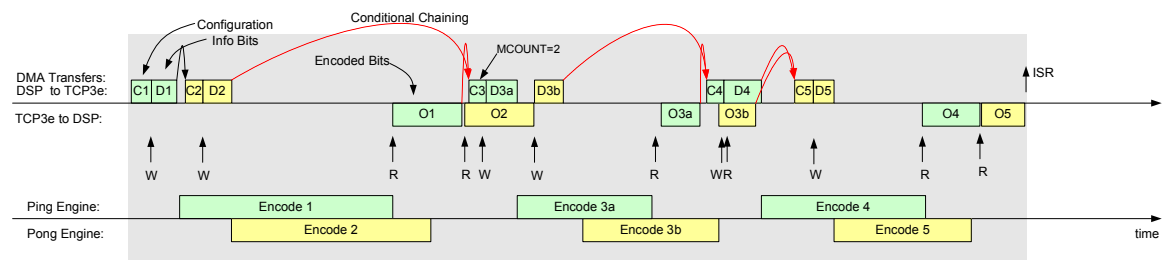 Conditional Chaining
Configuration
Info Bits
MCOUNT=2
Encoded Bits
DMA Transfers:
DSP to TCP3e:
C1 D1 C2 D2 C3 D3a D3b C4 D4 C5 D5
ISR
TCP3e to DSP:
O1 O2 O3a O3b O4 O5
W W R R W W R W R W R R
Ping Engine:
Encode 1 Encode 3a Encode 4
Pong Engine:
Encode 2 Encode 3b Encode 5
time